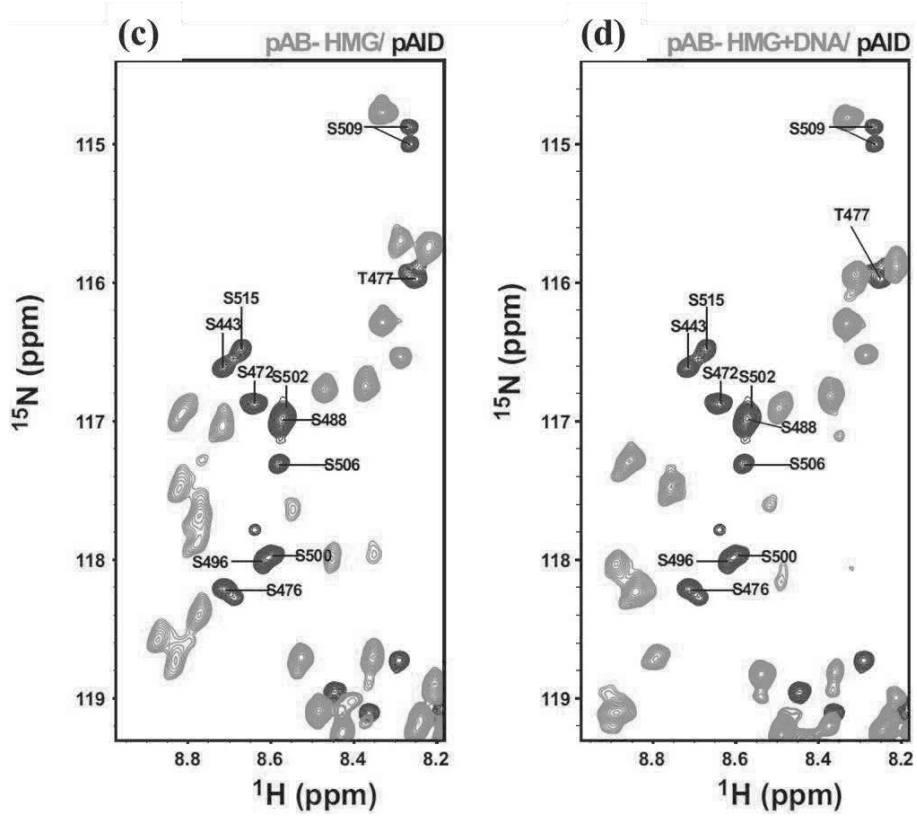 (c) pAB- HMG/ pAID
S509
T477
S515
S443
S472 S502
S488
S506
S496 S500
S476
115
116
117
118
119
15N (ppm)
8.8 8.6 8.4 8.2
1H (ppm)
(d) pAB- HMG+DNA/ pAID
S509
T477
S515
S443
S472 S502
S488
S506
S496 S500
S476
115
116
117
118
119
15N (ppm)
8.8 8.6 8.4 8.2
1H (ppm)